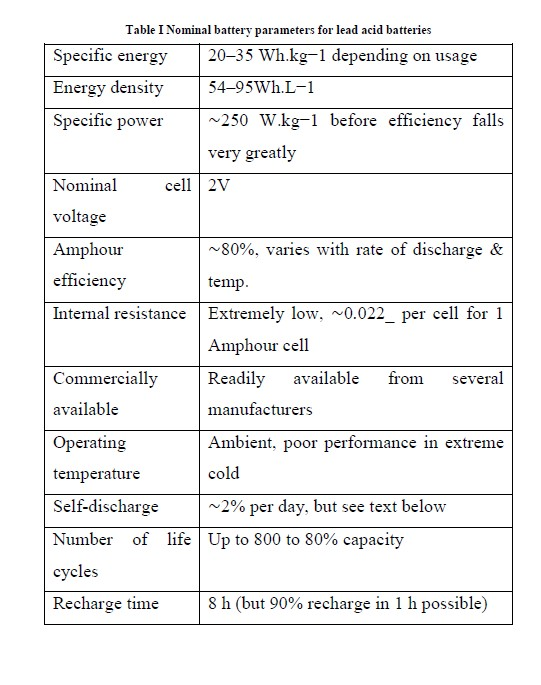 Table I Nominal battery parameters for lead acid batteries
Specific energy 20–35 Wh.kg−1 depending on usage
Energy density 54–95Wh.L−1
Specific power ~250 W.kg−1 before efficiency falls
very greatly
Nominal cell 2V
voltage
Amphour ~80%, varies with rate of discharge &
efficiency temp.
Internal resistance Extremely low, ~0.022_ per cell for 1
Amphour cell
Commercially Readily available from several
available manufacturers
Operating Ambient, poor performance in extreme
temperature cold
Self-discharge ~2% per day, but see text below
Number of life Up to 800 to 80% capacity
cycles
Recharge time 8 h (but 90% recharge in 1 h possible)